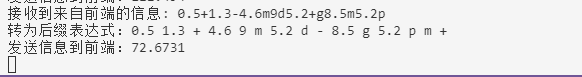 接收到来自前端的信息: 0.5+1.3-4.6m9d5.2+g8.5m5.2p
转为后缀表达式: 0.5 1.3 + 4.6 9 m 5.2 d - 8.5 g 5.2 p m +
发送信息到前端: 72.6731